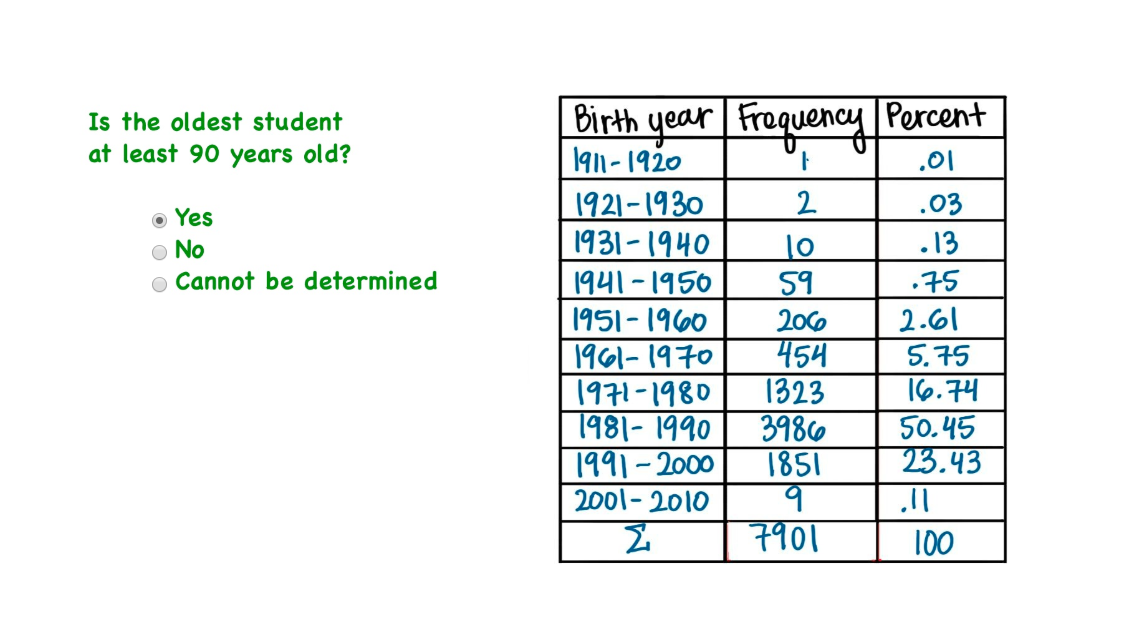 Is the oldest student
at least 90 years old?
Yes
No
Cannot be determined
Birth year Frequency Percent
1911-1920 1 .01
1921-1930 2 .03
1931-1940 10 .13
1941-1950 59 .75
1951-1960 206 2.61
1961-1970 454 5.75
1971-1980 1323 16.74
1981-1990 3986 50.45
1991-2000 1851 23.43
2001-2010 9 .11
Σ 7901 100